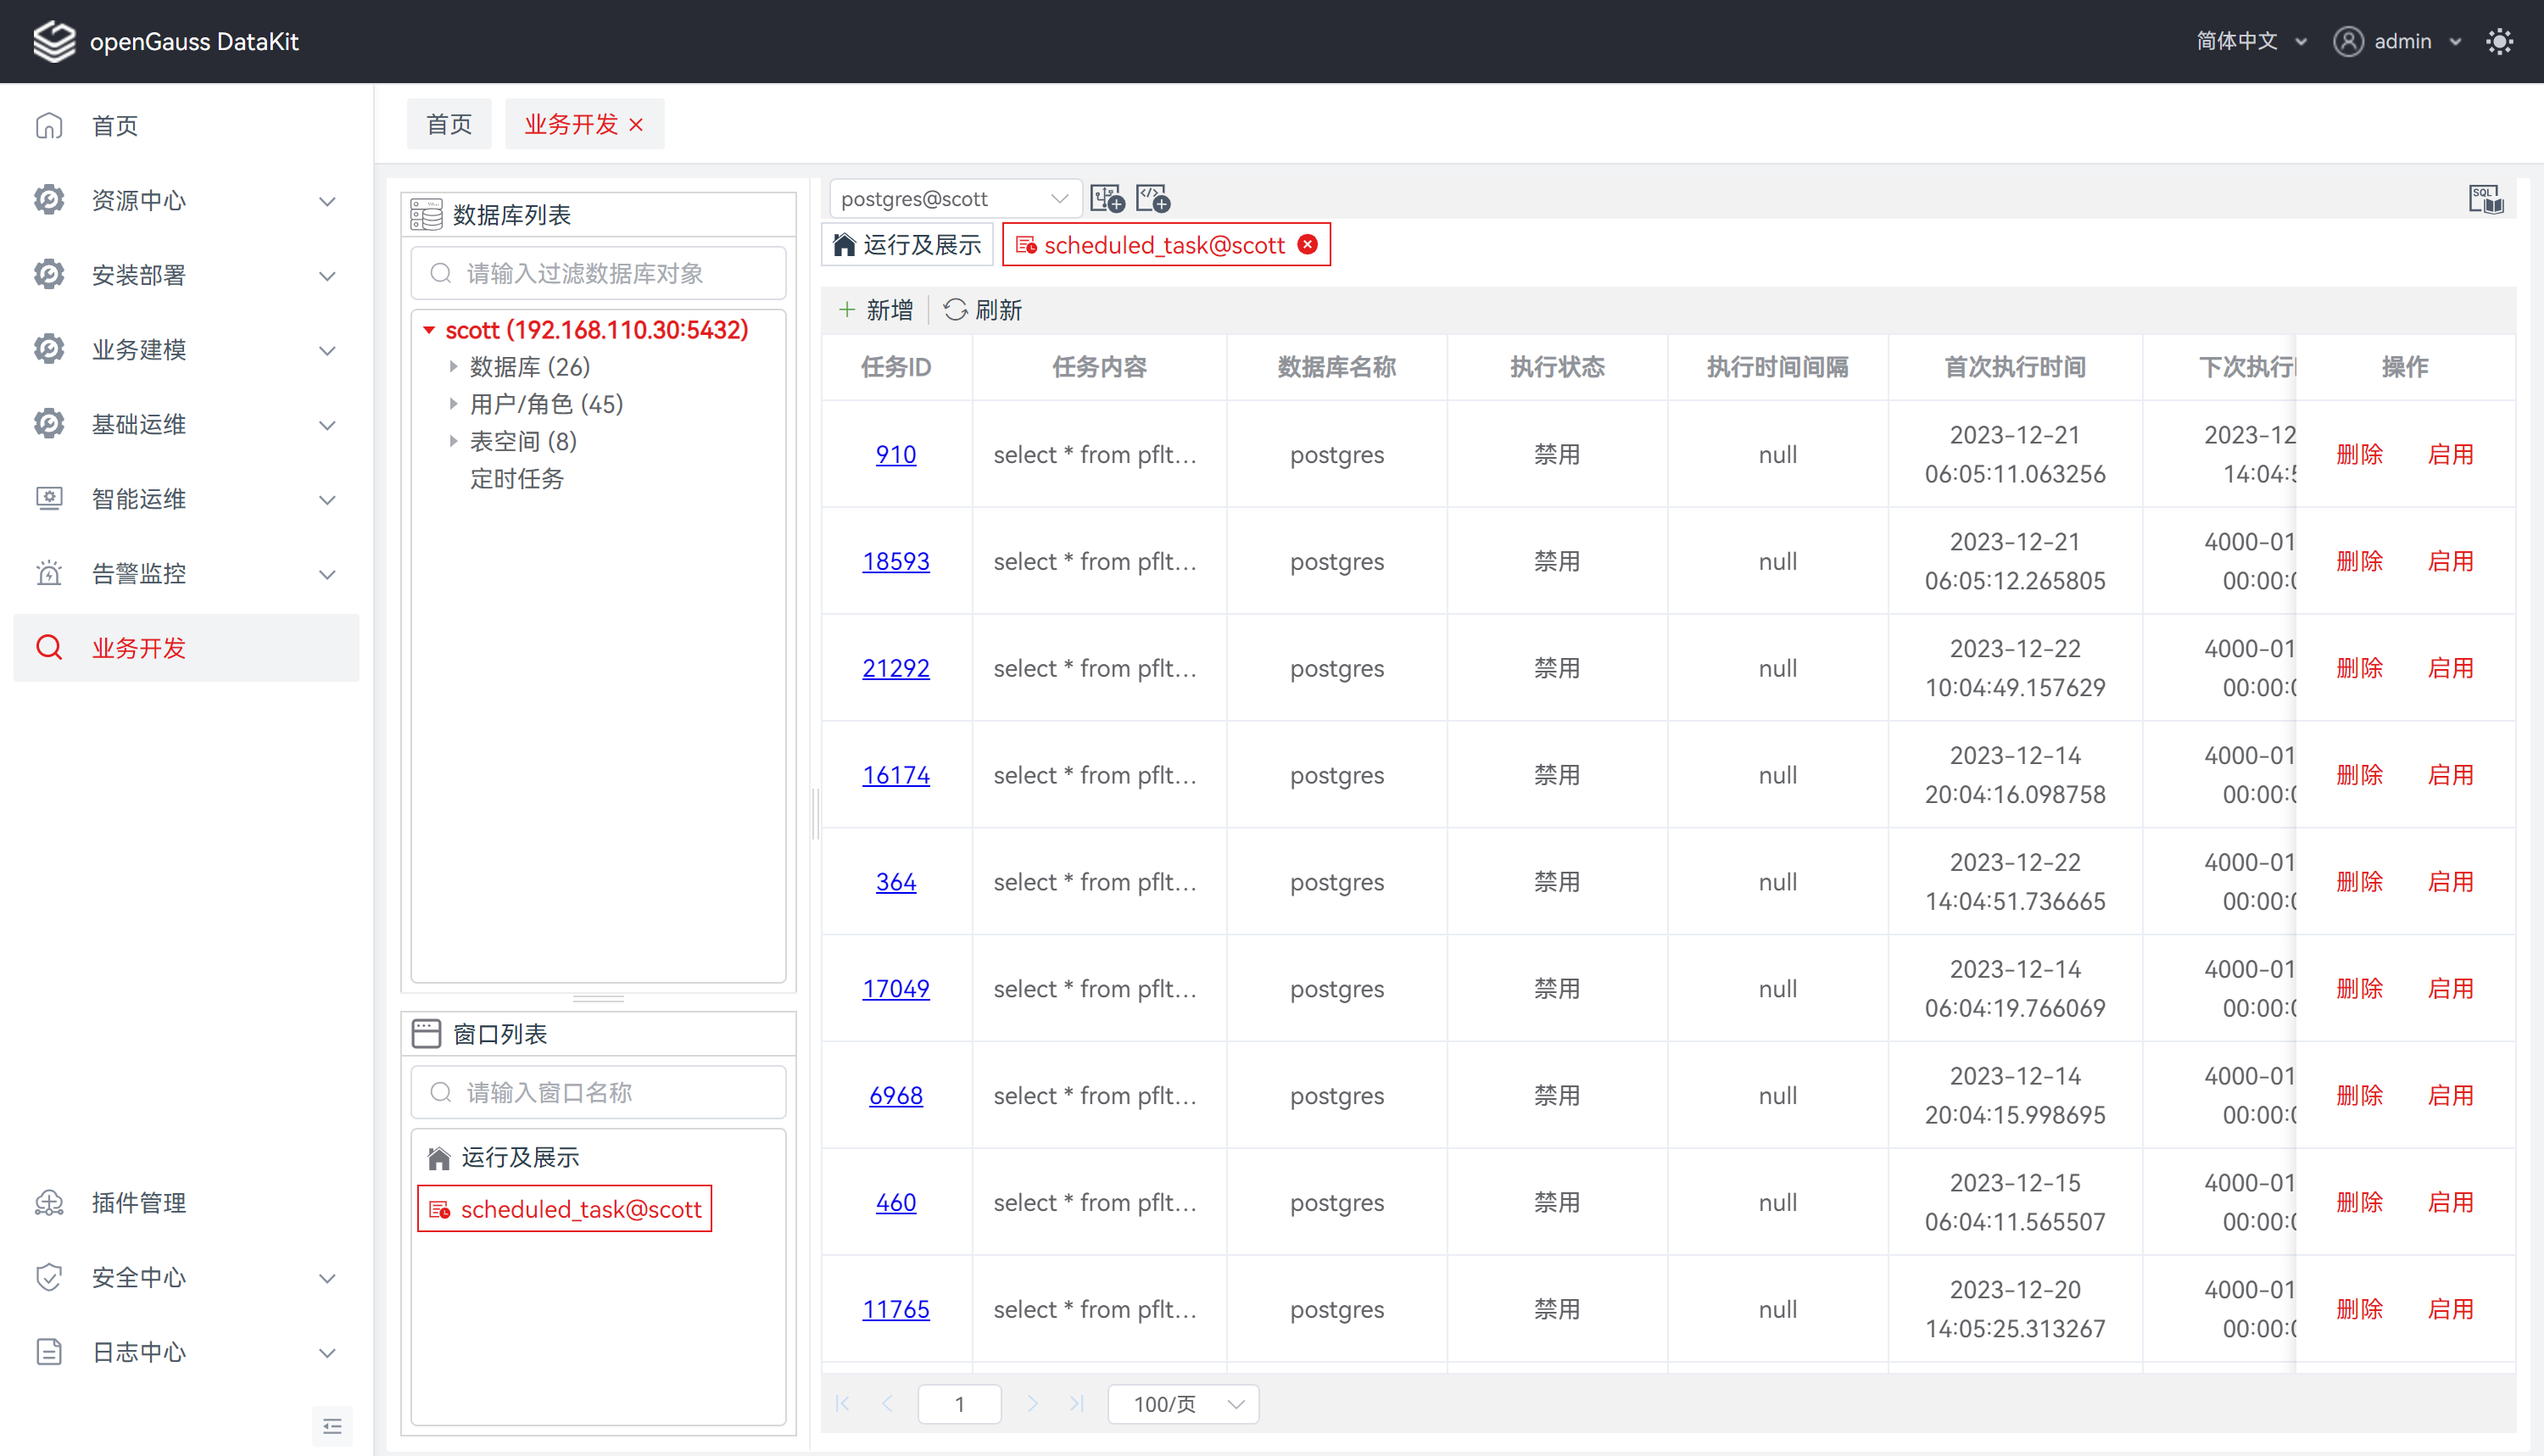 openGauss DataKit
简体中文
admin
首页
资源中心
安装部署
业务建模
基础运维
智能运维
告警监控
业务开发
插件管理
安全中心
日志中心
首页
业务开发
数据库列表
请输入过滤数据库对象
scott (192.168.110.30:5432)
数据库 (26)
用户/角色 (45)
表空间 (8)
定时任务
窗口列表
请输入窗口名称
运行及展示
scheduled_task@scott
postgres@scott
SQL
运行及展示 scheduled_task@scott
新增 刷新
任务ID 任务内容 数据库名称 执行状态 执行时间间隔 首次执行时间 下次执行 操作
910 select * from pflt... postgres 禁用 null 2023-12-21 06:05:11.063256 2023-12 14:04:5 删除 启用
18593 select * from pflt... postgres 禁用 null 2023-12-21 06:05:12.265805 4000-01 00:00:0 删除 启用
21292 select * from pflt... postgres 禁用 null 2023-12-22 10:04:49.157629 4000-01 00:00:0 删除 启用
16174 select * from pflt... postgres 禁用 null 2023-12-14 20:04:16.098758 4000-01 00:00:0 删除 启用
364 select * from pflt... postgres 禁用 null 2023-12-22 14:04:51.736665 4000-01 00:00:0 删除 启用
17049 select * from pflt... postgres 禁用 null 2023-12-14 06:04:19.766069 4000-01 00:00:0 删除 启用
6968 select * from pflt... postgres 禁用 null 2023-12-14 20:04:15.998695 4000-01 00:00:0 删除 启用
460 select * from pflt... postgres 禁用 null 2023-12-15 06:04:11.565507 4000-01 00:00:0 删除 启用
11765 select * from pflt... postgres 禁用 null 2023-12-20 14:05:25.313267 4000-01 00:00:0 删除 启用
1 100/页